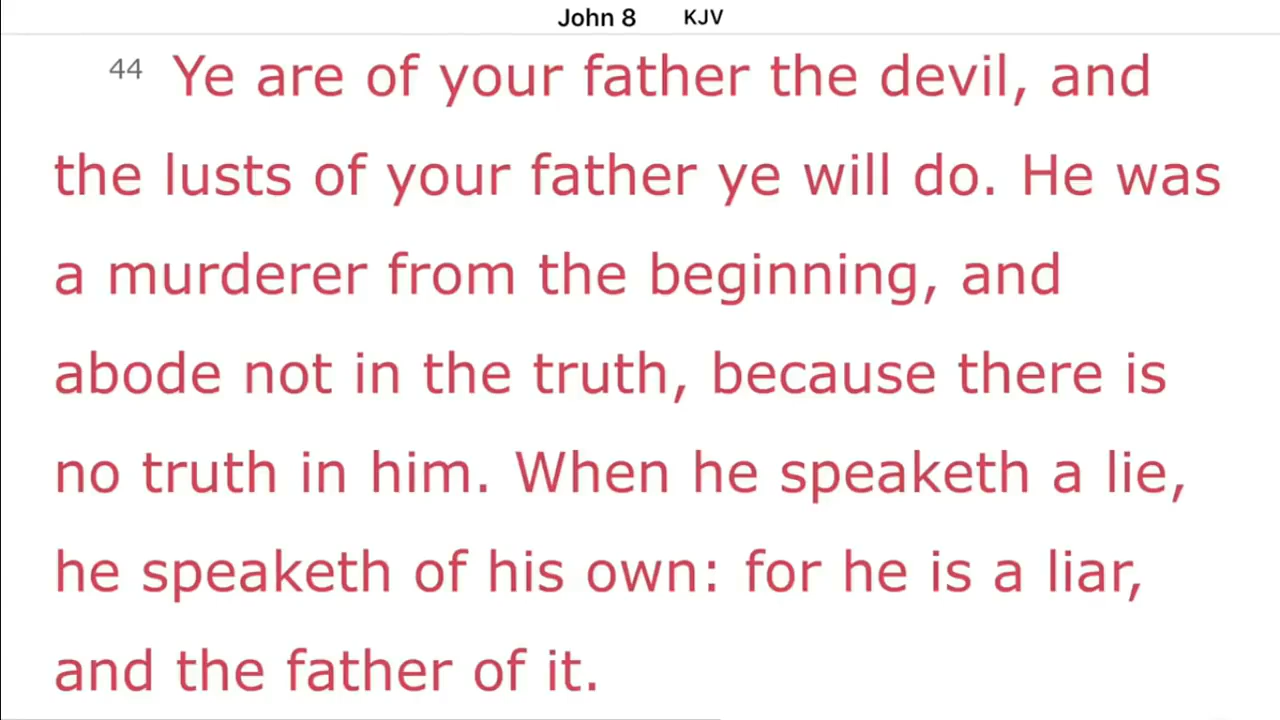 John 8 KJV
44 Ye are of your father the devil, and
the lusts of your father ye will do. He was
a murderer from the beginning, and
abode not in the truth, because there is
no truth in him. When he speaketh a lie,
he speaketh of his own: for he is a liar,
and the father of it.